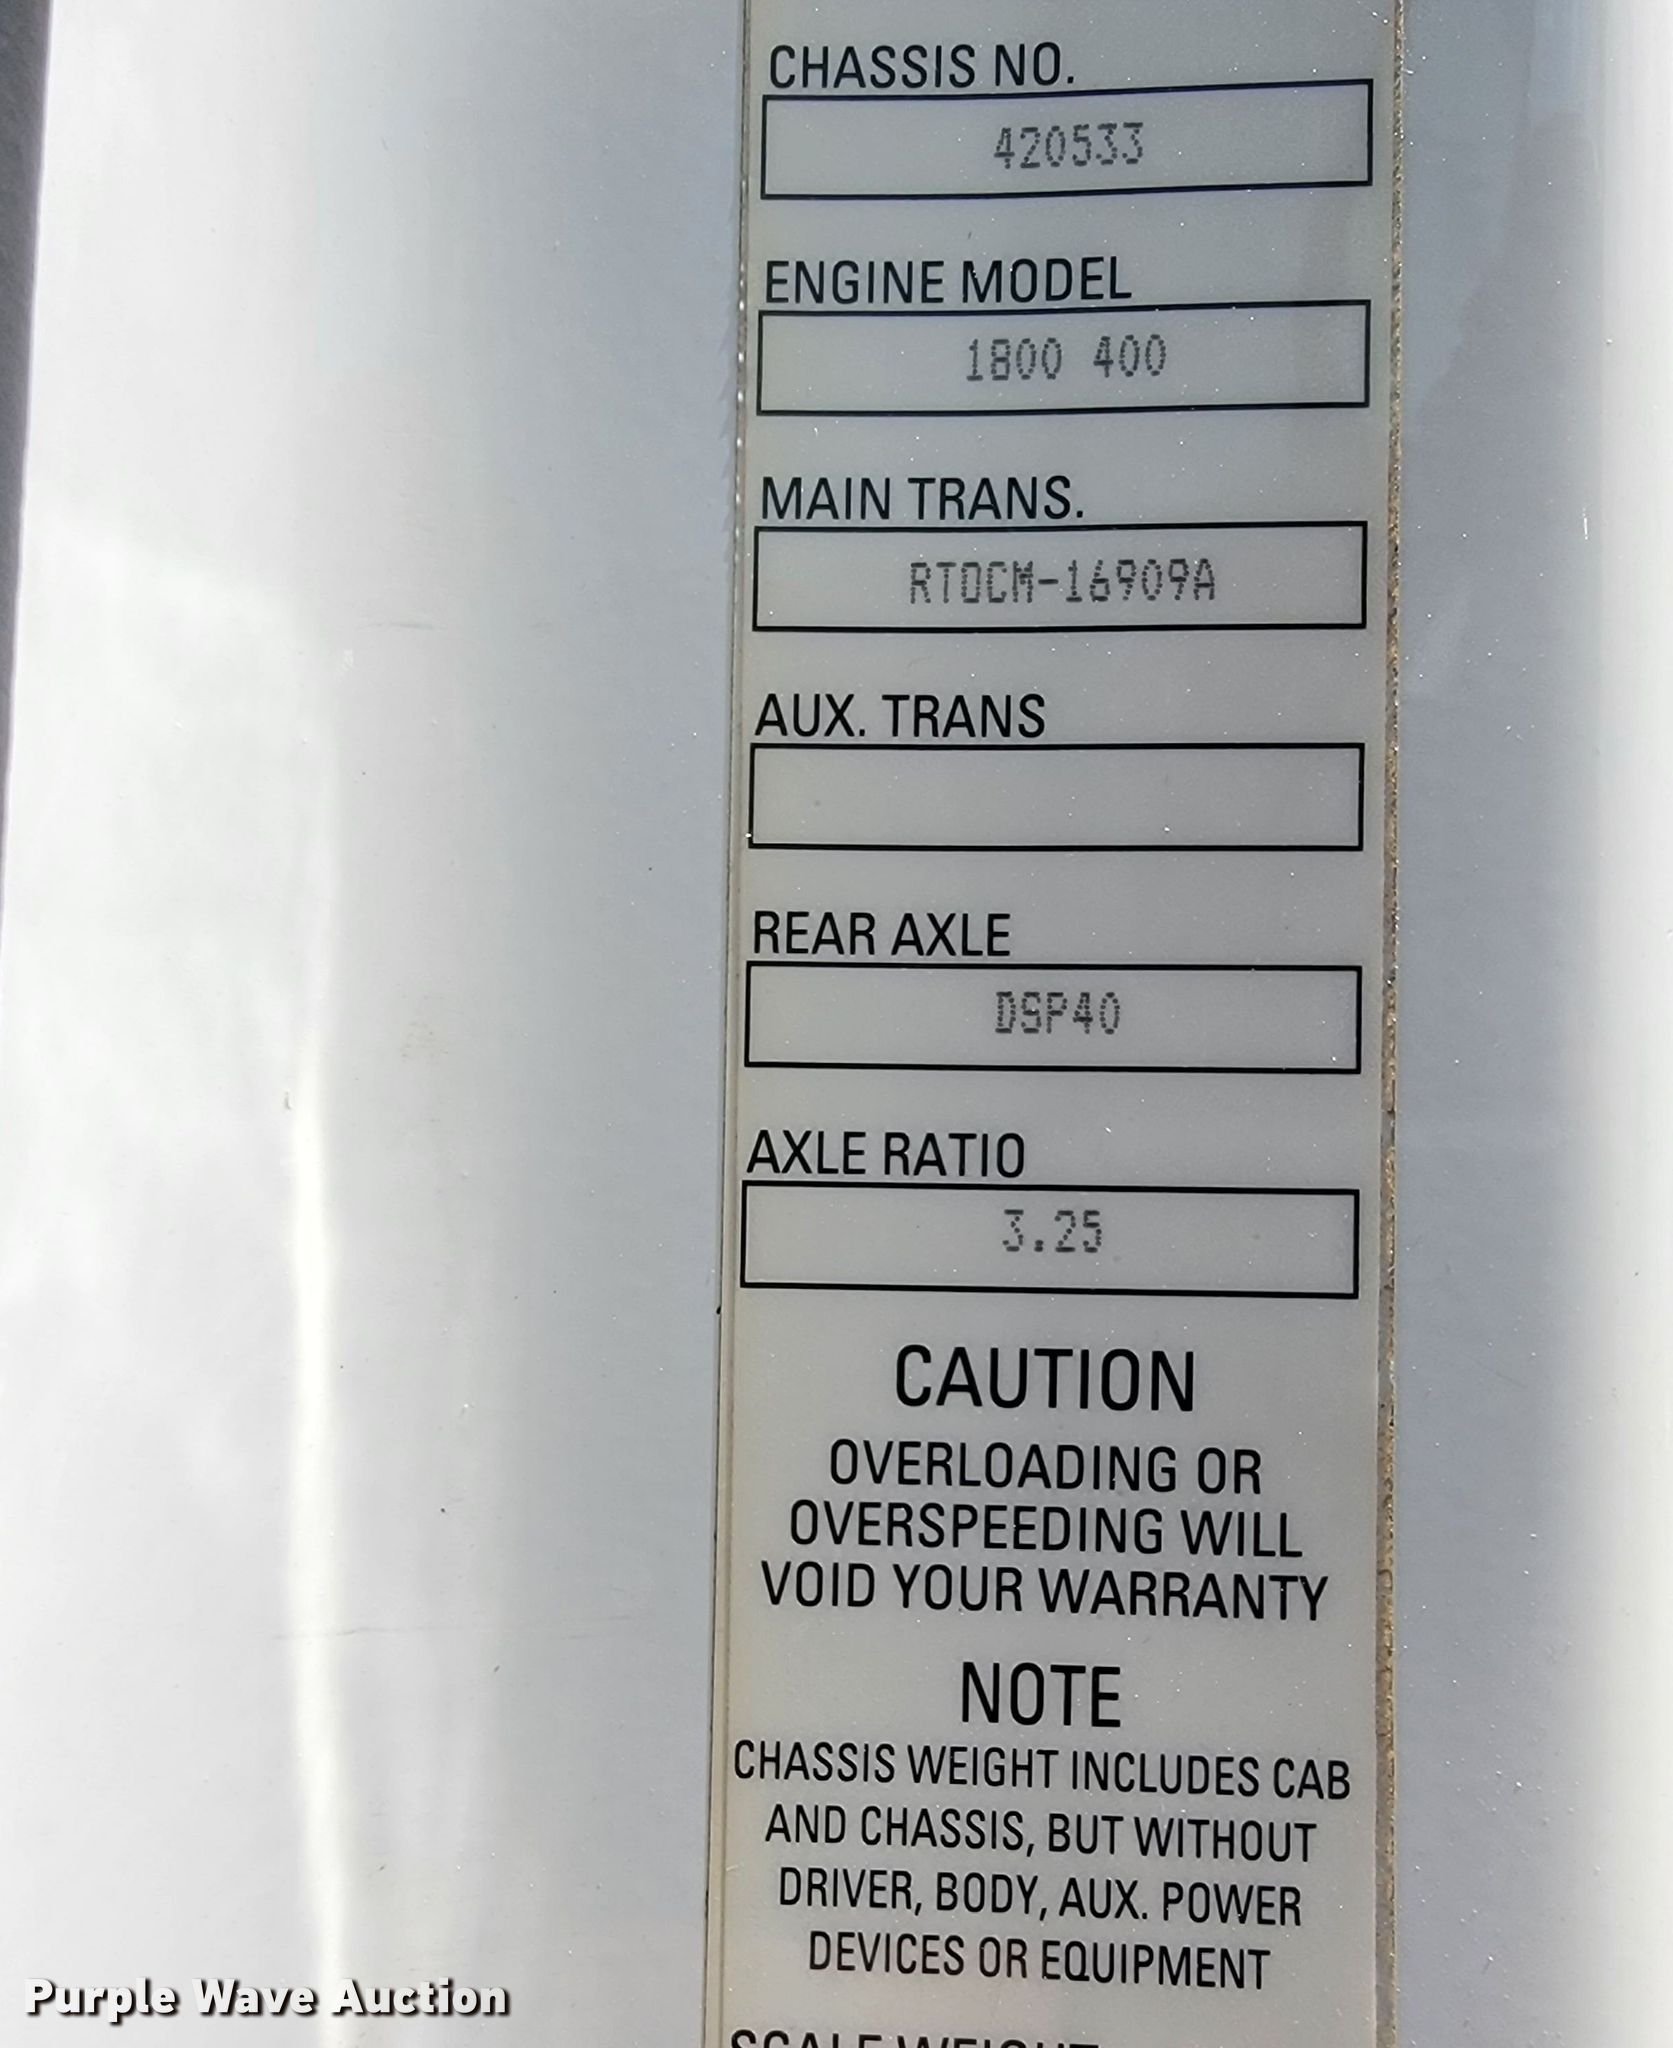 CHASSIS NO.
420533
ENGINE MODEL
1800 400
MAIN TRANS.
RTOCM-16909A
AUX. TRANS
REAR AXLE
DSP40
AXLE RATIO
3.25
CAUTION
OVERLOADING OR
OVERSPEEDING WILL
VOID YOUR WARRANTY
NOTE
CHASSIS WEIGHT INCLUDES CAB
AND CHASSIS, BUT WITHOUT
DRIVER, BODY, AUX. POWER
DEVICES OR EQUIPMENT
SCALE WEIGHT
Purple Wave Auction